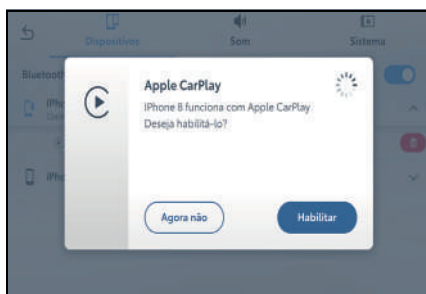 Dispositivos
Som
Sistema
Bluetooth
Apple CarPlay
IPhone 8 funciona com Apple CarPlay
Deseja habilitá-lo?
Agora não
Habilitar